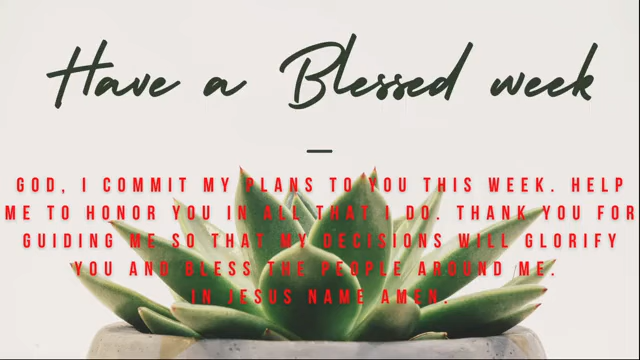 Have a Blessed week
GOD, I COMMIT MY PLANS TO YOU THIS WEEK. HELP
ME TO HONOR YOU IN ALL THAT I DO. THANK YOU FOR
GUIDING ME SO THAT MY DECISIONS WILL GLORIFY
YOU AND BLESS THE PEOPLE AROUND ME.
IN JESUS NAME AMEN.